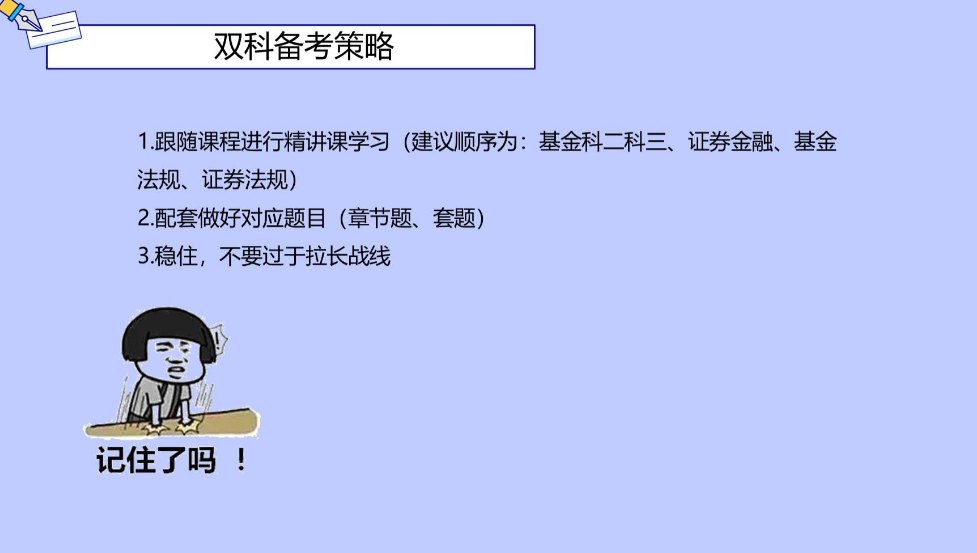 双科备考策略
1.跟随课程进行精讲课学习（建议顺序为：基金科二科三、证券金融、基金
法规、证券法规）
2.配套做好对应题目（章节题、套题）
3.稳住，不要过于拉长战线
!
记住了吗 ！